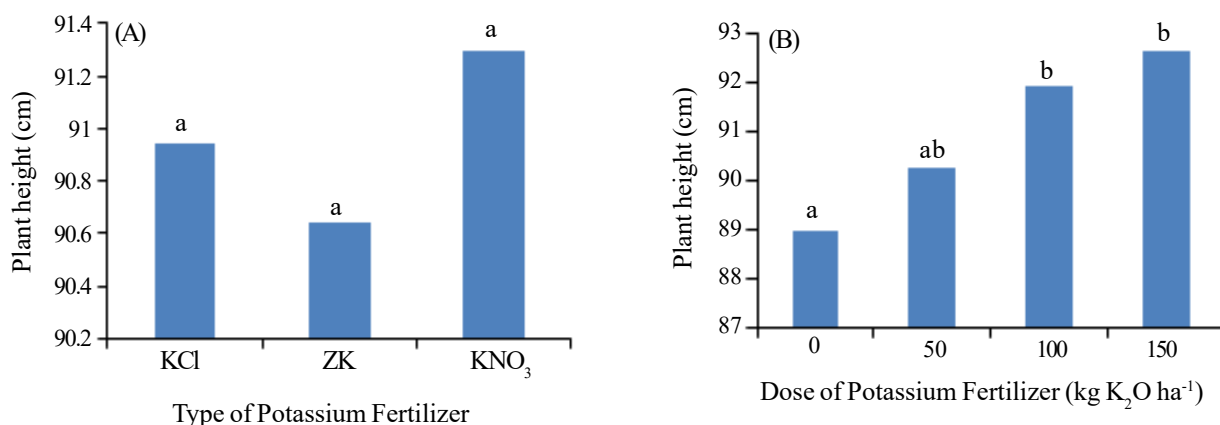 (A)
Plant height (cm)
91.4
91.2
91
90.8
90.6
90.4
90.2
a
a
a
KCl ZK KNO₃
Type of Potassium Fertilizer
(B)
Plant height (cm)
93
92
91
90
89
88
87
a
ab
b
b
0 50 100 150
Dose of Potassium Fertilizer (kg K₂O ha⁻¹)